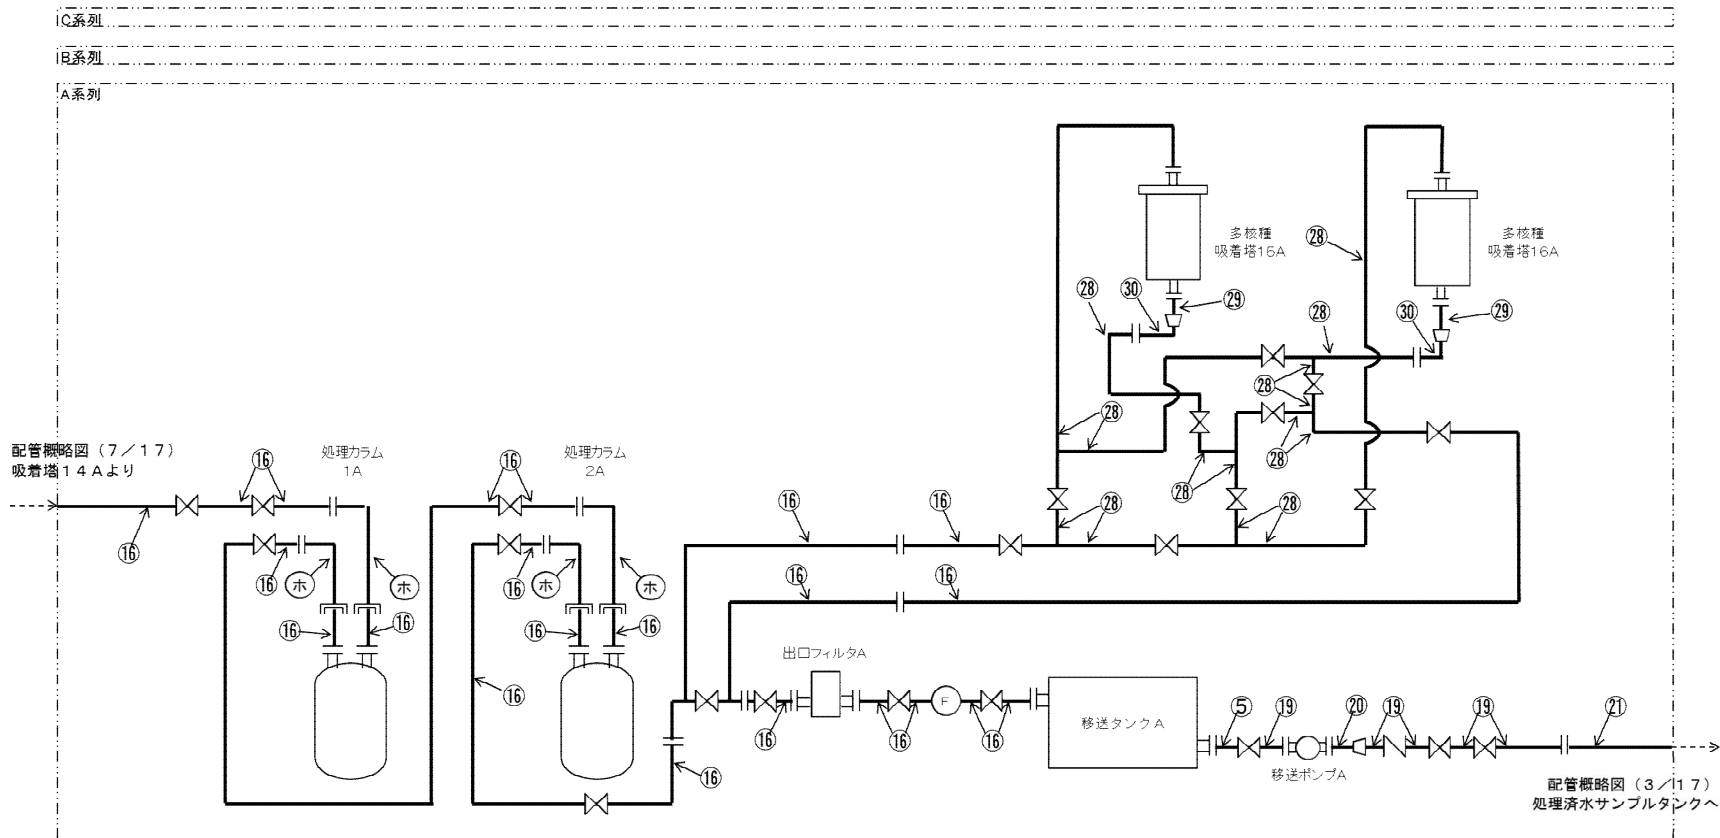 C系列
B系列
A系列
多核種
吸着塔15A
多核種
吸着塔16A
㉘
㉘
㉚
㉙
㉘
㉚
㉙
㉘
㉘
㉘
㉘
㉘
㉘
㉘
配管概略図（7／17）
吸着塔１４Ａより
処理カラム
1A
処理カラム
2A
⑯
⑯
⑯
⑯
⑯
⑯
ホ
ホ
⑯
ホ
ホ
⑯
⑯
⑯
⑯
⑯
⑯
⑯
⑯
出口フィルタA
F
⑯
⑯
⑯
⑯
移送タンクA
⑤
⑲
⑳
⑲
⑲
㉑
移送ポンプA
配管概略図（３／１７）
処理済水サンプルタンクへ